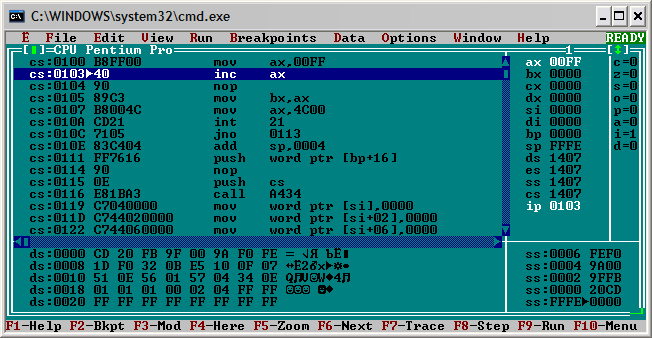 C:\WINDOWS\system32\cmd.exe
File Edit View Run Breakpoints Data Options Window Help READY
CPU Pentium Pro 1
cs:0100 B8FF00 mov ax,00FF ax 00FF c=0
cs:0103►40 inc ax bx 0000 z=0
cs:0104 90 nop cx 0000 s=0
cs:0105 89C3 mov bx,ax dx 0000 o=0
cs:0107 B8004C mov ax,4C00 si 0000 p=0
cs:010A CD21 int 21 di 0000 a=0
cs:010C 7105 jno 0113 bp 0000 i=1
cs:010E 83C404 add sp,0004 sp FFFE d=0
cs:0111 FF7616 push word ptr [bp+16] ds 1407
cs:0114 90 nop es 1407
cs:0115 0E push cs ss 1407
cs:0116 E81BA3 call A434 cs 1407
cs:0119 C7040000 mov word ptr [si],0000 ip 0103
cs:011D C744020000 mov word ptr [si+02],0000
cs:0122 C744060000 mov word ptr [si+06],0000
ds:0000 CD 20 FB 9F 00 9A F0 FE ss:0006 FEF0
ds:0008 1D F0 32 0B E5 10 0F 07 ss:0004 9A00
ds:0010 51 0E 56 01 57 04 34 0E ss:0002 9FFB
ds:0018 01 01 01 00 02 04 FF FF ss:0000 20CD
ds:0020 FF FF FF FF FF FF FF FF ss:FFFE►0000
F1-Help F2-Bkpt F3-Mod F4-Here F5-Zoom F6-Next F7-Trace F8-Step F9-Run F10-Menu